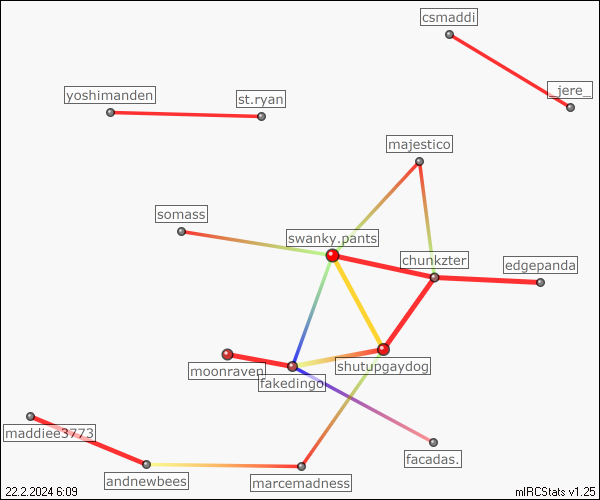 csmaddi
_jere_
yoshimanden
st.ryan
majestico
somass
swanky.pants
chunkzter
edgepanda
moonraven
shutupgaydog
fakedingo
maddiee3773
facadas.
andnewbees
marcemadness
22.2.2024 6:09
mIRCStats v1.25